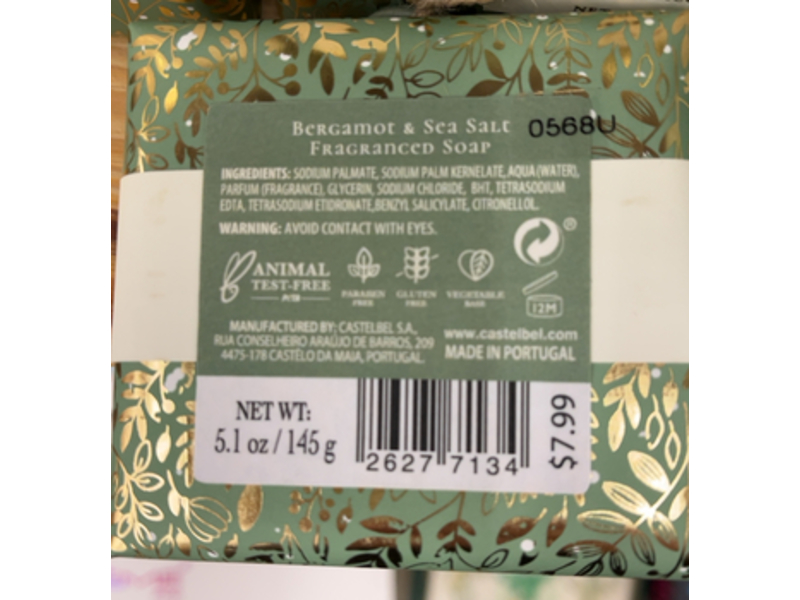 BERGAMOT & SEA SALT 0568U
FRAGRANCED SOAP
INGREDIENTS: SODIUM PALMATE, SODIUM PALM KERNELATE, AQUA (WATER),
PARFUM (FRAGRANCE), GLYCERIN, SODIUM CHLORIDE, BHT, TETRASODIUM
EDTA, TETRASODIUM ETIDRONATE,BENZYL SALICYLATE, CITRONELLOL.
WARNING: AVOID CONTACT WITH EYES.
ANIMAL
TEST-FREE
PARABEN
FREE
GLUTEN
FREE
VEGETABLE
BASE
®
12M
MANUFACTURED BY: CASTELBEL S.A.,
RUA CONSELHEIRO ARAÚJO DE BARROS, 209
4475-178 CASTÊLO DA MAIA, PORTUGAL.
www.castelbel.com
MADE IN PORTUGAL
NET WT:
5.1 oz / 145 g
2627 7134
$7.99